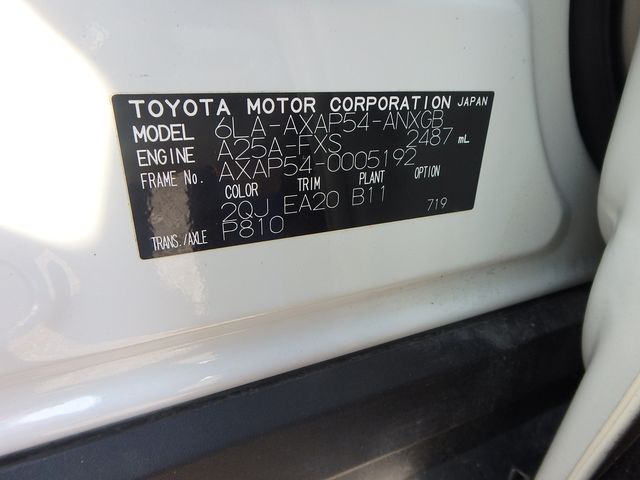 TOYOTA MOTOR CORPORATION JAPAN
MODEL 6LA-AXAP54-ANXGB
ENGINE A25A-FXS 2487 mL
FRAME No. AXAP54-0005192
COLOR TRIM PLANT OPTION
2QJ EA20 B11
TRANS./AXLE P810 719